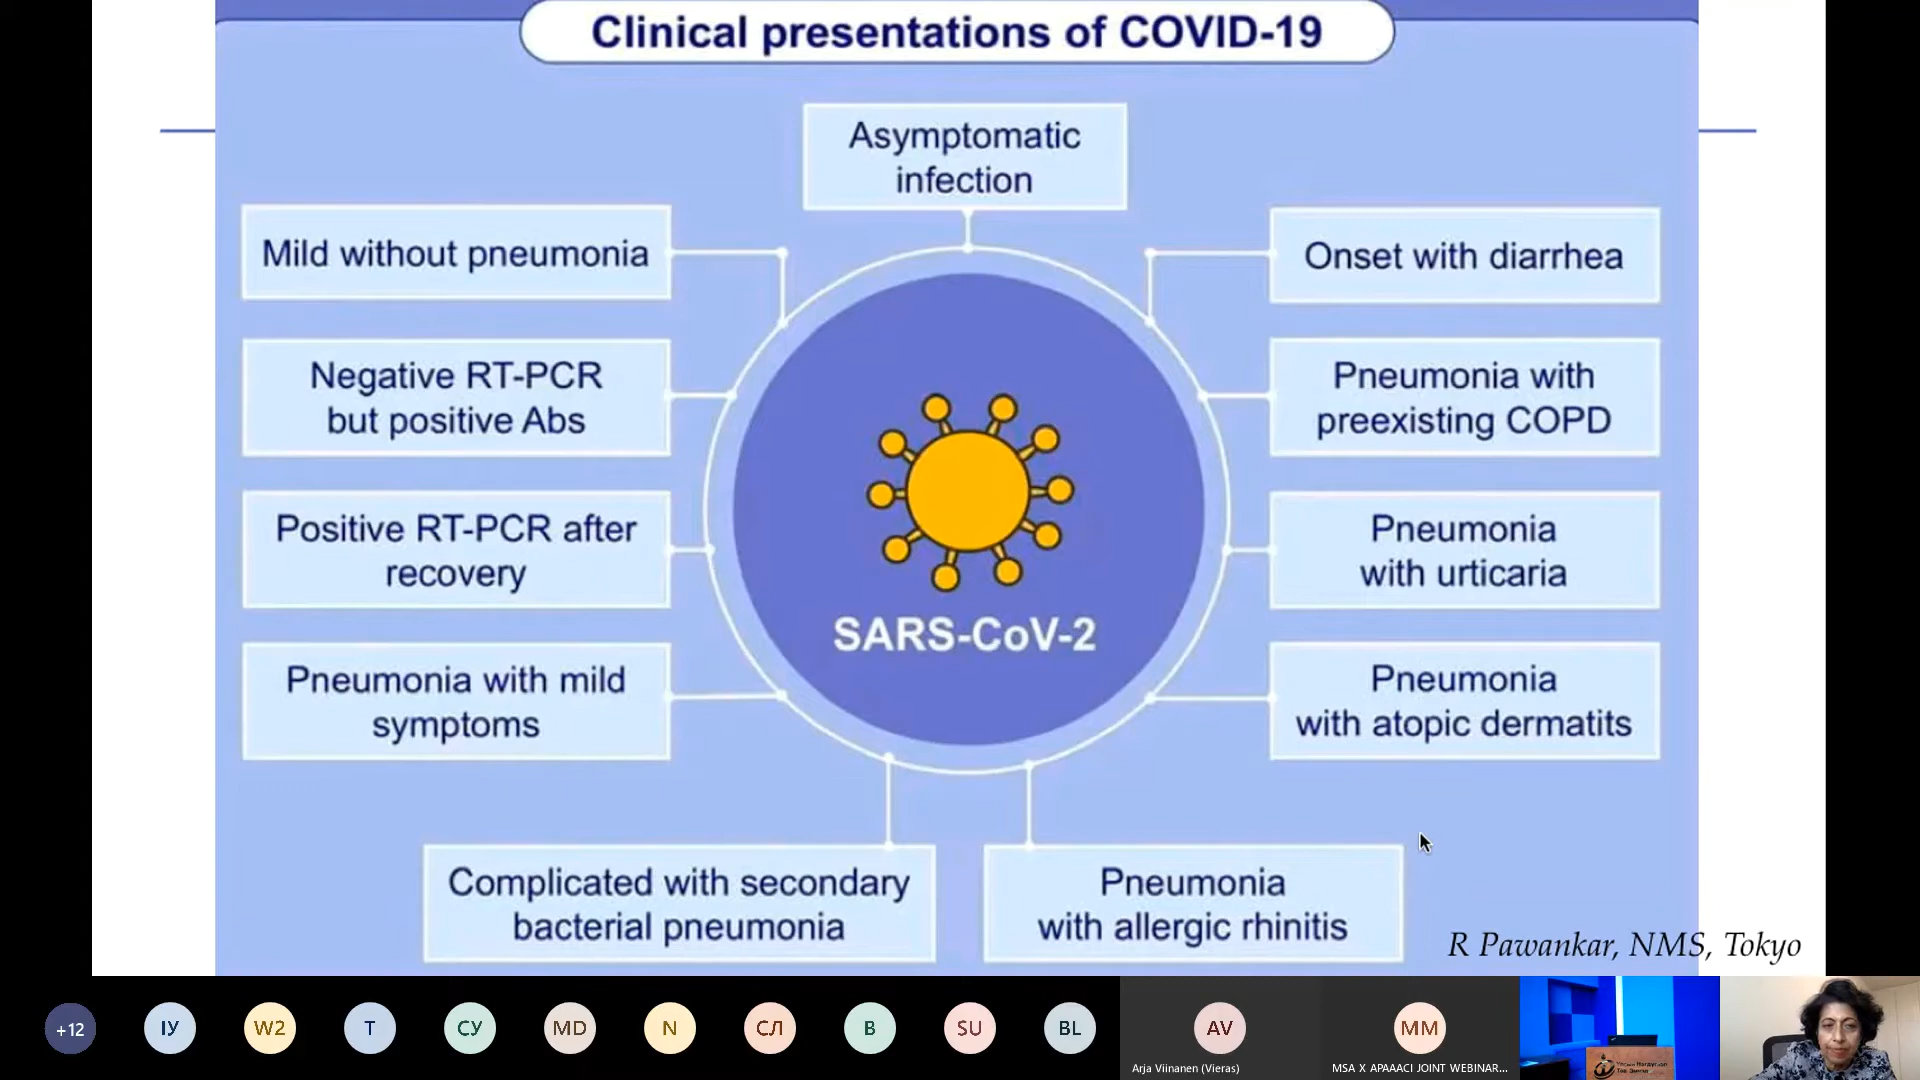 Clinical presentations of COVID-19
Asymptomatic
infection
Mild without pneumonia
Onset with diarrhea
Negative RT-PCR
but positive Abs
Pneumonia with
preexisting COPD
Positive RT-PCR after
recovery
Pneumonia
with urticaria
SARS-CoV-2
Pneumonia with mild
symptoms
Pneumonia
with atopic dermatits
Complicated with secondary
bacterial pneumonia
Pneumonia
with allergic rhinitis
R Pawankar, NMS, Tokyo
+12
ІУ
W2
T
СУ
MD
N
СЛ
B
SU
BL
AV
MM
Arja Viinanen (Vieras)
MSA X APAAACI JOINT WEBINAR...